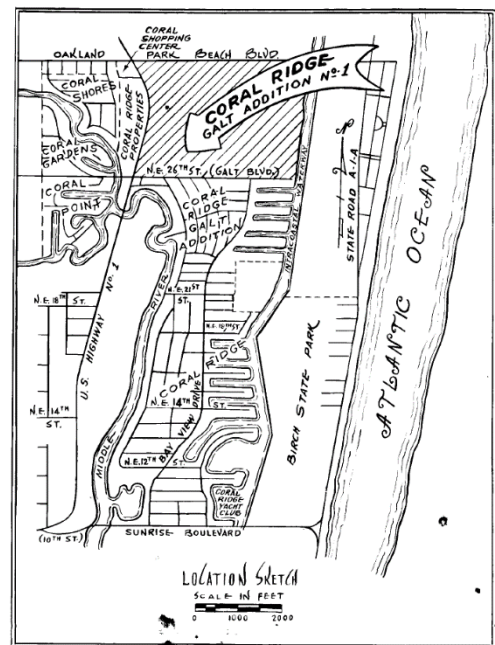 CORAL
SHOPPING
CENTER
OAKLAND PARK BEACH BLVD.
CORAL
SHORES
CORAL RIDGE
PROPERTIES
CORAL RIDGE
GALT ADDITION No. 1
CORAL
GARDENS
N.E. 26TH ST. (GALT BLVD.)
CORAL
POINT
CORAL
RIDGE
GALT
ADDITION
INTRACOASTAL WATERWAY
STATE ROAD A-1-A
ATLANTIC OCEAN
U.S. HIGHWAY No. 1
MIDDLE RIVER
N.E. 18TH
ST.
N.E. 21ST
ST.
N.E. 16TH ST
CORAL RIDGE
N.E. 14TH
ST.
N.E. 14TH
ST.
BAY VIEW DRIVE
BIRCH STATE PARK
N.E. 12TH ST.
CORAL
RIDGE
YACHT
CLUB
(10TH ST.)
SUNRISE BOULEVARD
LOCATION SKETCH
SCALE IN FEET
0 1000 2000